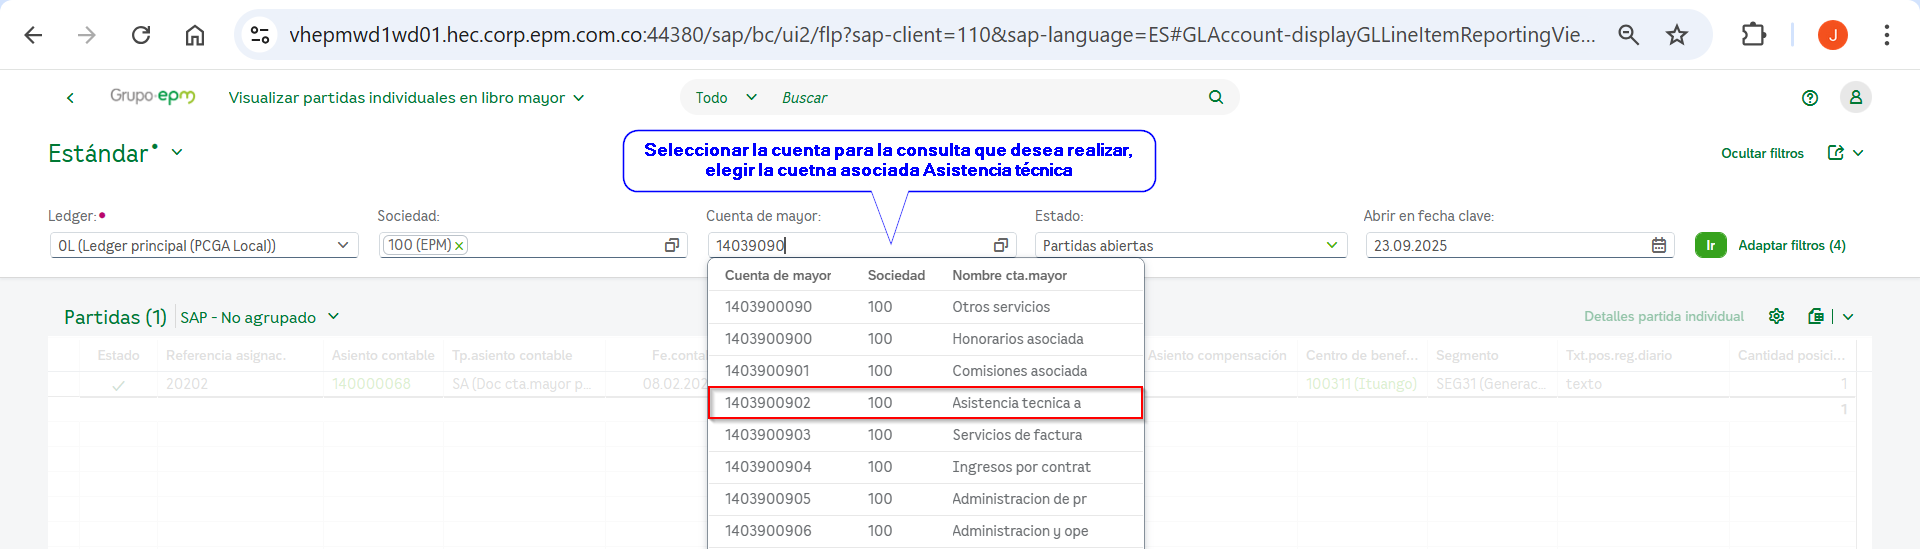 vhepmwd1wd01.hec.corp.epm.com.co:44380/sap/bc/ui2/flp?sap-client=110&sap-language=ES#GLAccount-displayGLLineItemReportingVie...
J
Grupo·epm
Visualizar partidas individuales en libro mayor
Todo
Buscar
Estándar*
Seleccionar la cuenta para la consulta que desea realizar,
elegir la cuetna asociada Asistencia técnica
Ocultar filtros
Ledger:
Sociedad:
Cuenta de mayor:
Estado:
Abrir en fecha clave:
0L (Ledger principal (PCGA Local))
100 (EPM)
14039090
Partidas abiertas
23.09.2025
Ir
Adaptar filtros (4)
Cuenta de mayor Sociedad Nombre cta.mayor
1403900090 100 Otros servicios
1403900900 100 Honorarios asociada
1403900901 100 Comisiones asociada
1403900902 100 Asistencia tecnica a
1403900903 100 Servicios de factura
1403900904 100 Ingresos por contrat
1403900905 100 Administracion de pr
1403900906 100 Administracion y ope
Partidas (1)
SAP - No agrupado
Detalles partida individual
Estado Referencia asignac. Asiento contable Tp.asiento contable Fe.conta Asiento compensación Centro de benef... Segmento Txt.pos.reg.diario Cantidad posici...
20202 140000068 SA (Doc cta mayor p... 08.02.20 100311 (Ituango) SEG31 (Generac... texto 1
1